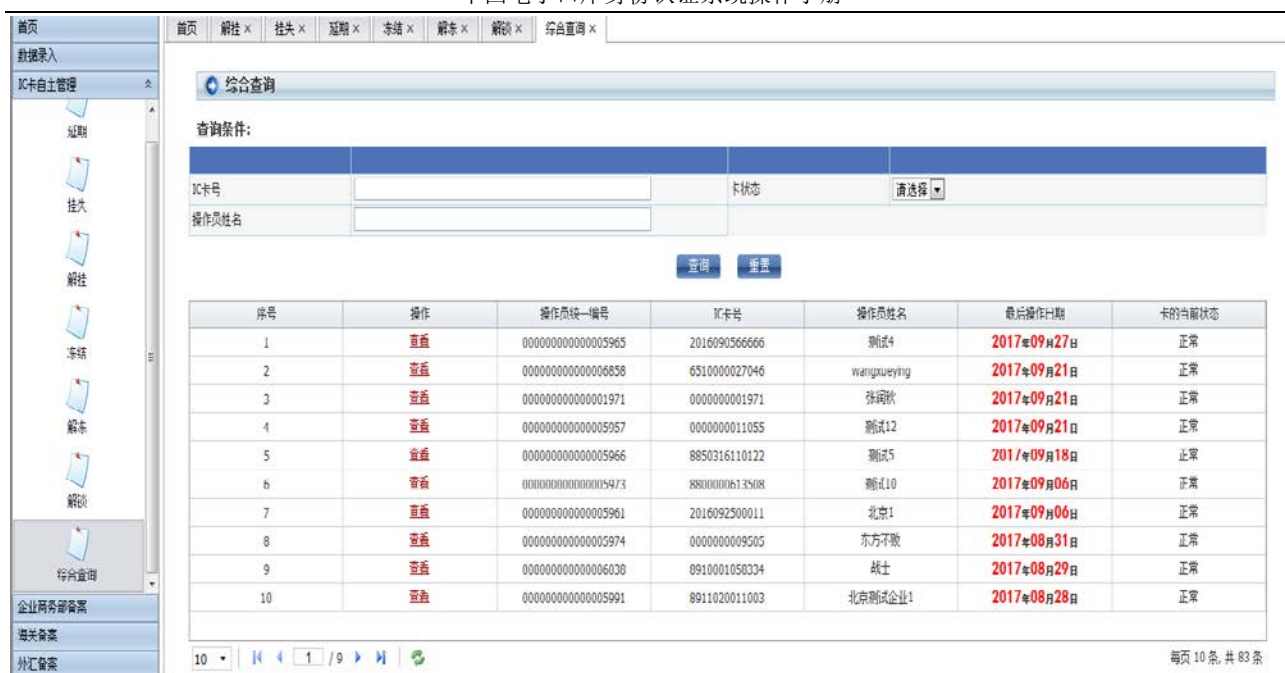 首页
数据录入
IC卡自主管理
延期
挂失
解挂
冻结
解冻
解锁
综合查询
企业商务部备案
海关备案
外汇备案
首页 解挂 × 挂失 × 延期 × 冻结 × 解冻 × 解锁 × 综合查询 ×
综合查询
查询条件:
IC卡号 卡状态 请选择
操作员姓名
查询 重置
序号 操作 操作员统一编号 IC卡号 操作员姓名 最后操作日期 卡的当前状态
1 查看 000000000000005965 2016090566666 测试4 2017年09月27日 正常
2 查看 000000000000006858 6510000027046 wangxueying 2017年09月21日 正常
3 查看 000000000000001971 0000000001971 张闰秋 2017年09月21日 正常
4 查看 000000000000005957 0000000011055 测试12 2017年09月21日 正常
5 查看 000000000000005966 8850316110122 测试5 2017年09月18日 正常
6 查看 000000000000005973 8800000613508 测试10 2017年09月06日 正常
7 查看 000000000000005961 2016092500011 北京1 2017年09月06日 正常
8 查看 000000000000005974 0000000009505 东方不败 2017年08月31日 正常
9 查看 000000000000006038 8910001058334 战士 2017年08月29日 正常
10 查看 000000000000005991 8911020011003 北京测试企业1 2017年08月28日 正常
10 1 /9 每页 10 条, 共 83 条